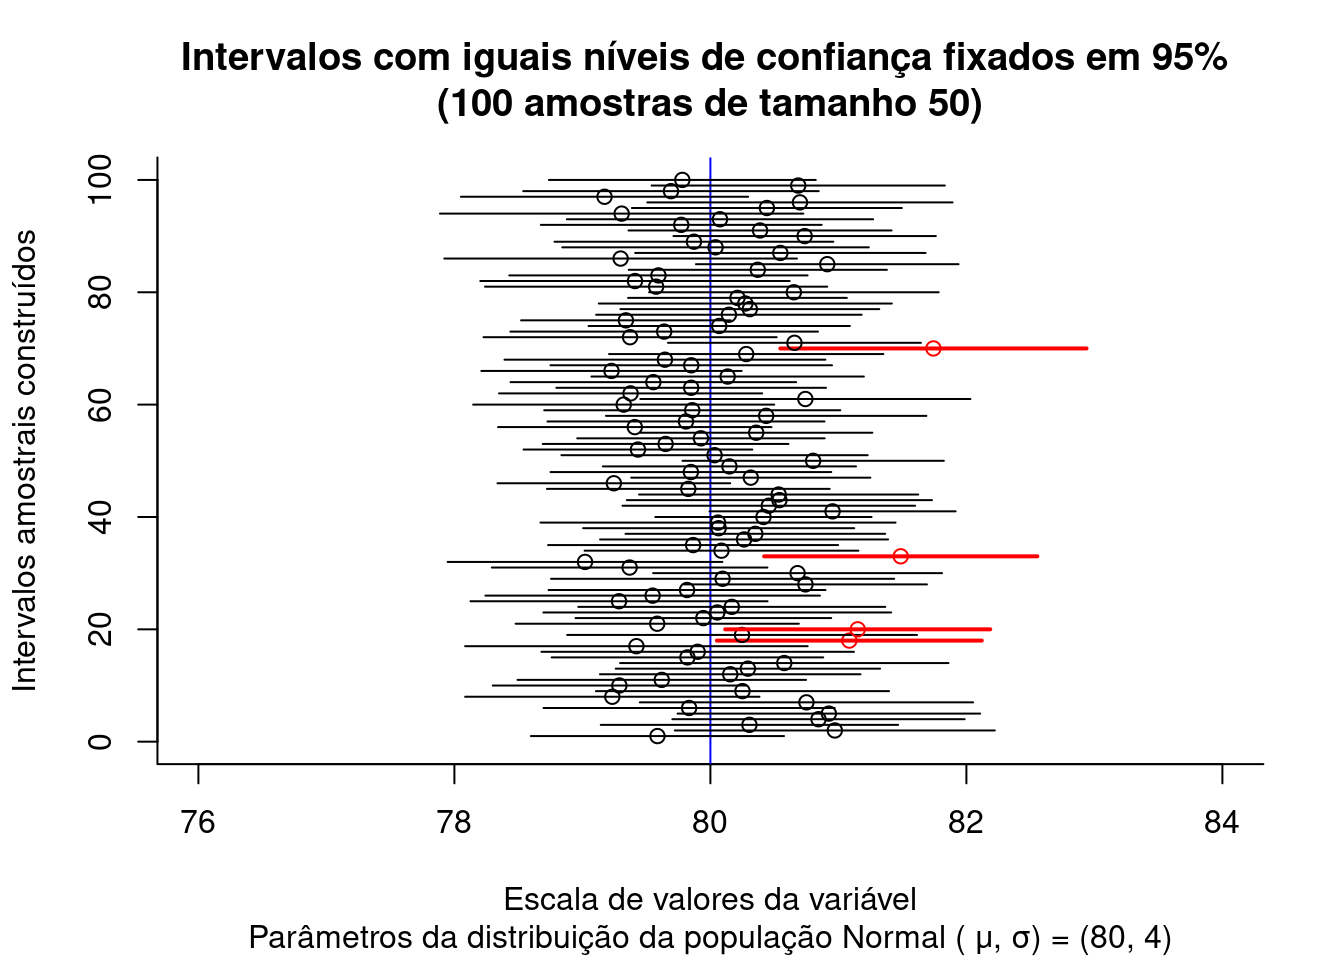 Intervalos com iguais níveis de confiança fixados em 95%
(100 amostras de tamanho 50)
Intervalos amostrais construídos
100
80
60
40
20
0
76 78 80 82 84
Escala de valores da variável
Parâmetros da distribuição da população Normal ( μ, σ) = (80, 4)